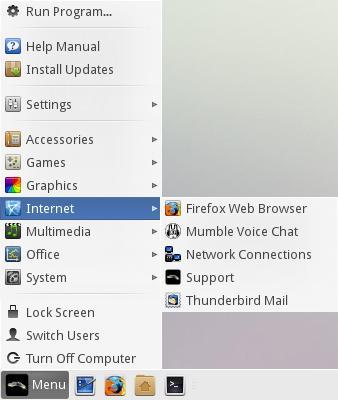 Run Program...
Help Manual
Install Updates
Settings
Accessories
Games
Graphics
Internet
Multimedia
Office
System
Lock Screen
Switch Users
Turn Off Computer
Firefox Web Browser
Mumble Voice Chat
Network Connections
Support
Thunderbird Mail
Menu